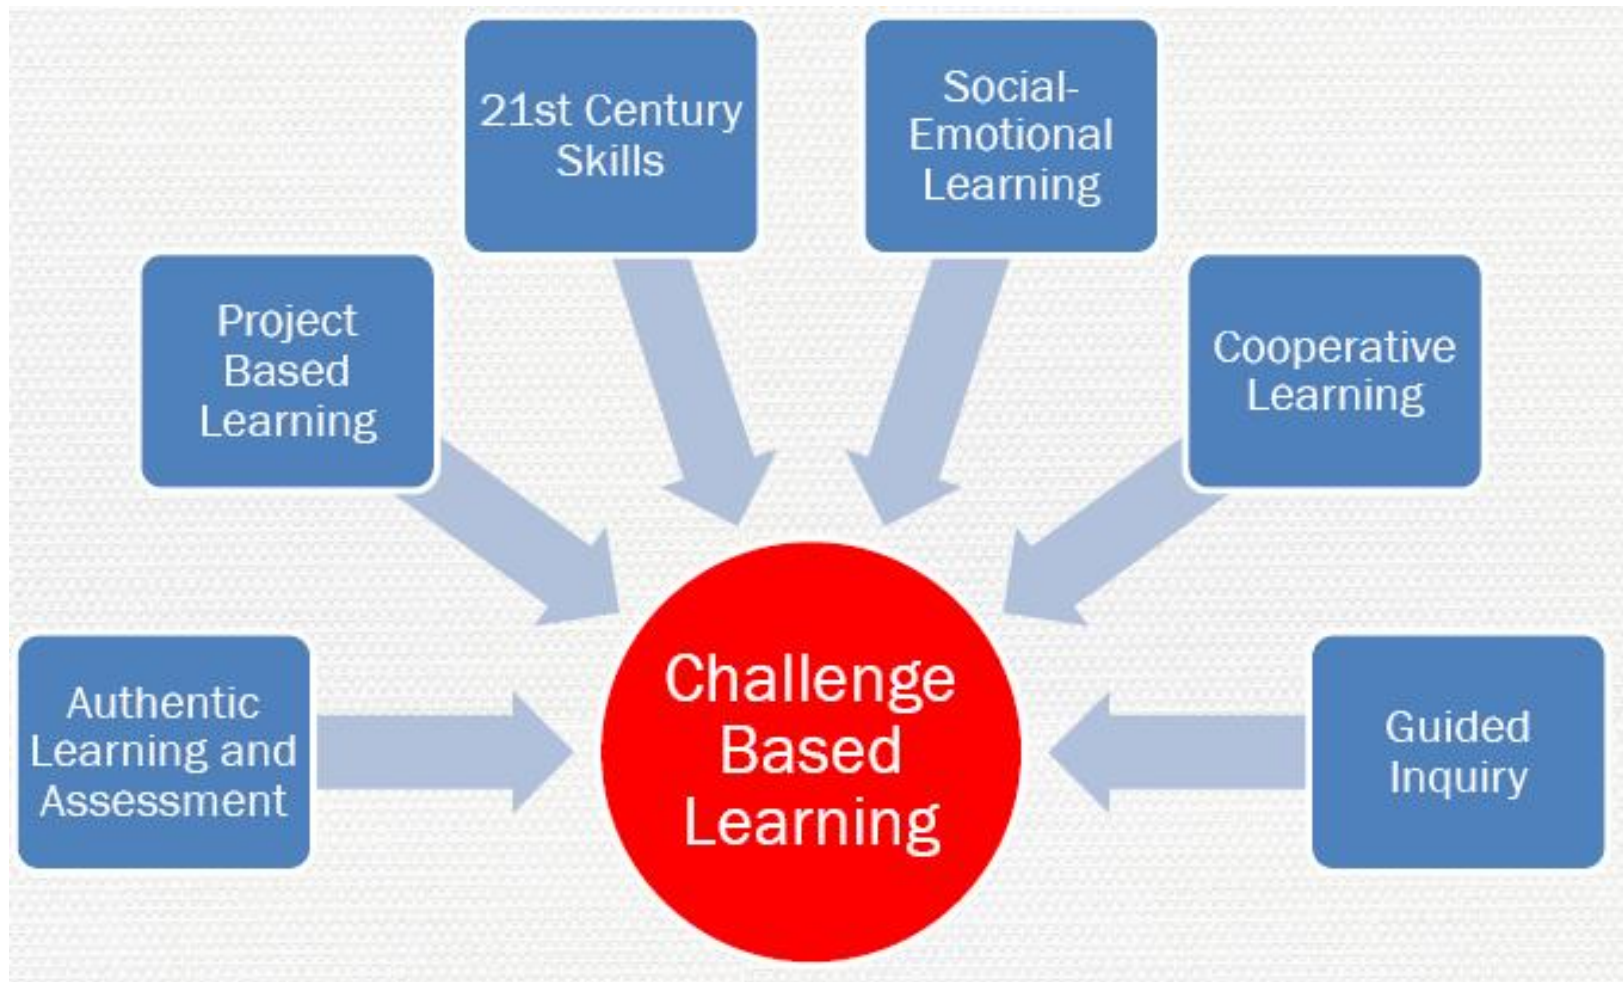 21st Century
Skills
Social-
Emotional
Learning
Project
Based
Learning
Cooperative
Learning
Authentic
Learning and
Assessment
Challenge
Based
Learning
Guided
Inquiry